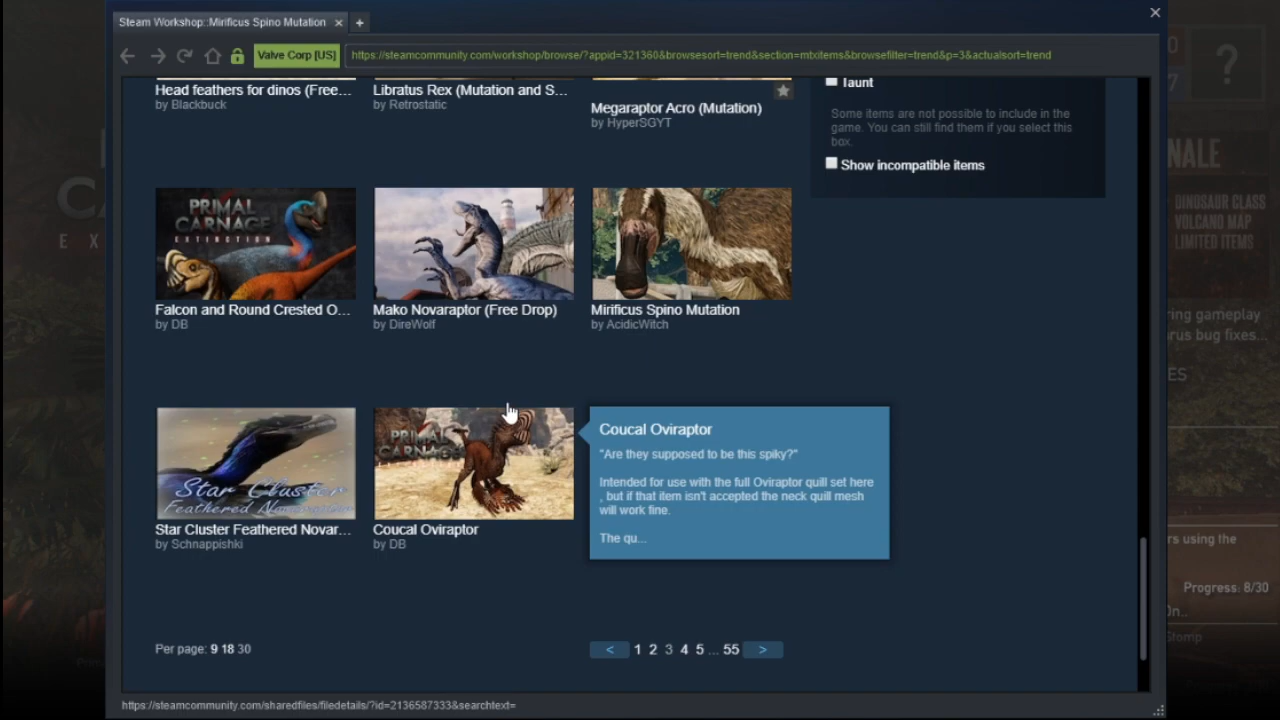 Steam Workshop::Mirificus Spino Mutation
Valve Corp [US]
https://steamcommunity.com/workshop/browse/?appid=321360&browsesort=trend&section=mtxitems&browsefilter=trend&p=3&actualsort=trend
Head feathers for dinos (Free...
by Blackbuck
Libratus Rex (Mutation and S...
by Retrostatic
Megaraptor Acro (Mutation)
by HyperSGYT
Taunt
Some items are not possible to include in the
game. You can still find them if you select this
box.
Show incompatible items
PRIMAL
CARNAGE
EXTINCTION
Falcon and Round Crested O...
by DB
Mako Novaraptor (Free Drop)
by DireWolf
Mirificus Spino Mutation
by AcidicWitch
Star Cluster
Feathered Novaraptor
Star Cluster Feathered Novar...
by Schnappishki
PRIMAL
CARNAGE
Coucal Oviraptor
by DB
Coucal Oviraptor
"Are they supposed to be this spiky?"
Intended for use with the full Oviraptor quill set here
, but if that item isn't accepted the neck quill mesh
will work fine.
The qu...
Per page: 9 18 30
< 1 2 3 4 5 ... 55 >
https://steamcommunity.com/sharedfiles/filedetails/?id=2136587333&searchtext=
?
NALE
DINOSAUR CLASS
VOLCANO MAP
LIMITED ITEMS
ring gameplay
rus bug fixes...
ES
rs using the
Progress: 8/30
On..
Stomp
CA
E X